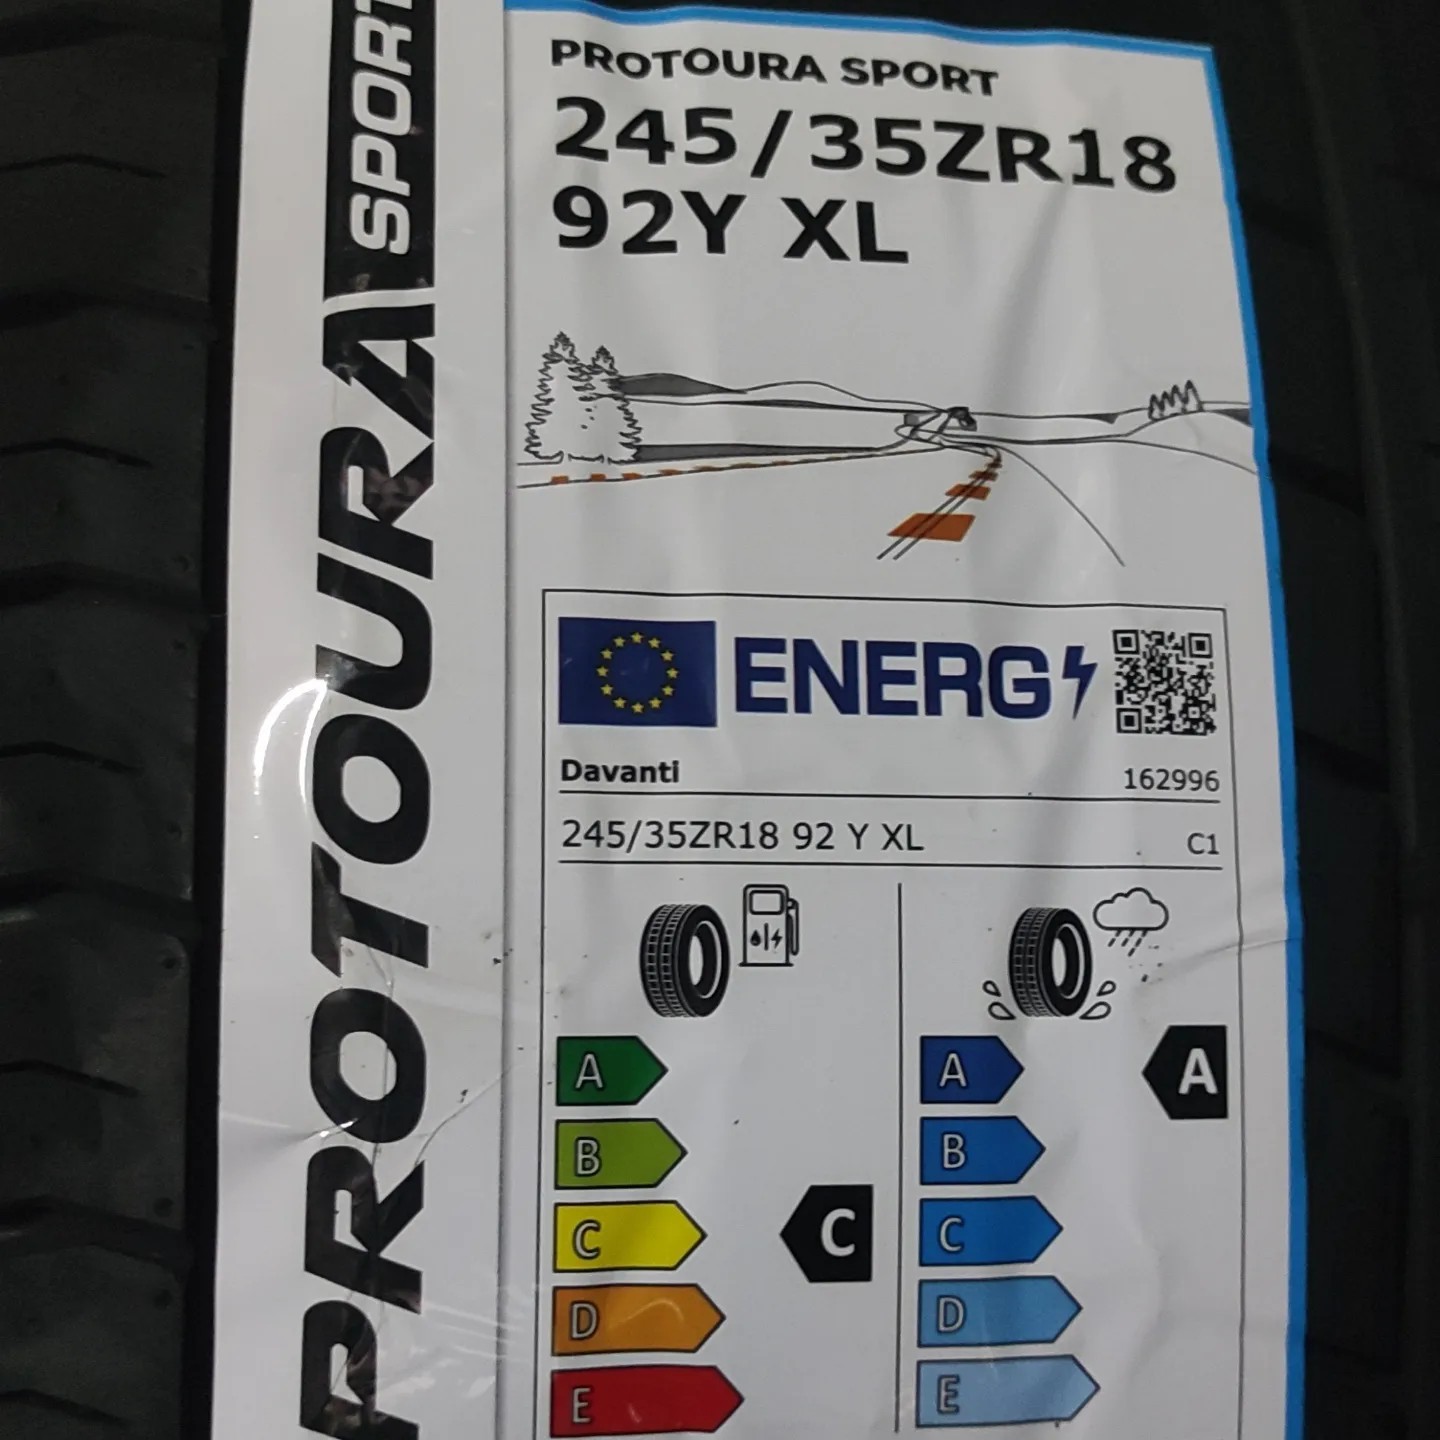 PROTOURA SPORT
PROTOURA SPORT
245/35ZR18
92Y XL
ENERG
Davanti
162996
245/35ZR18 92 Y XL
C1
A
B
C
D
E
C
A
B
C
D
E
A